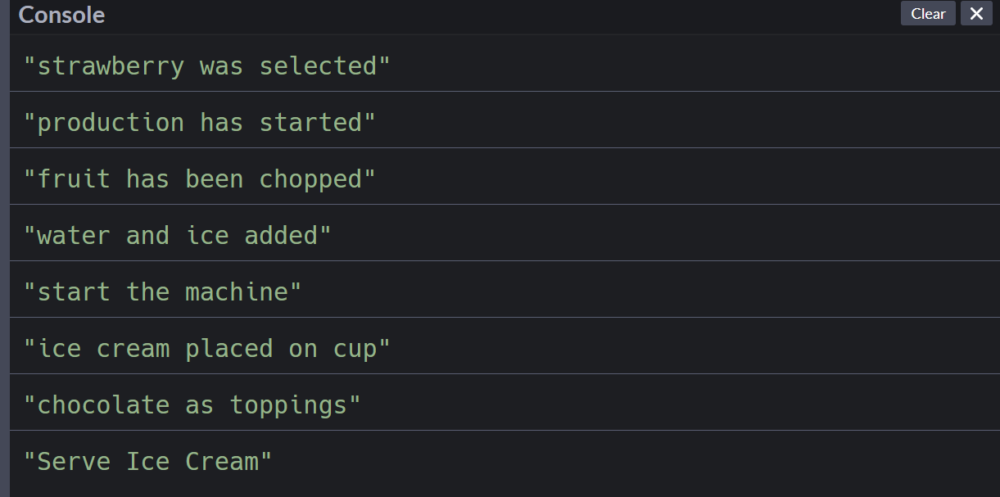 Console
Clear
"strawberry was selected"
"production has started"
"fruit has been chopped"
"water and ice added"
"start the machine"
"ice cream placed on cup"
"chocolate as toppings"
"Serve Ice Cream"